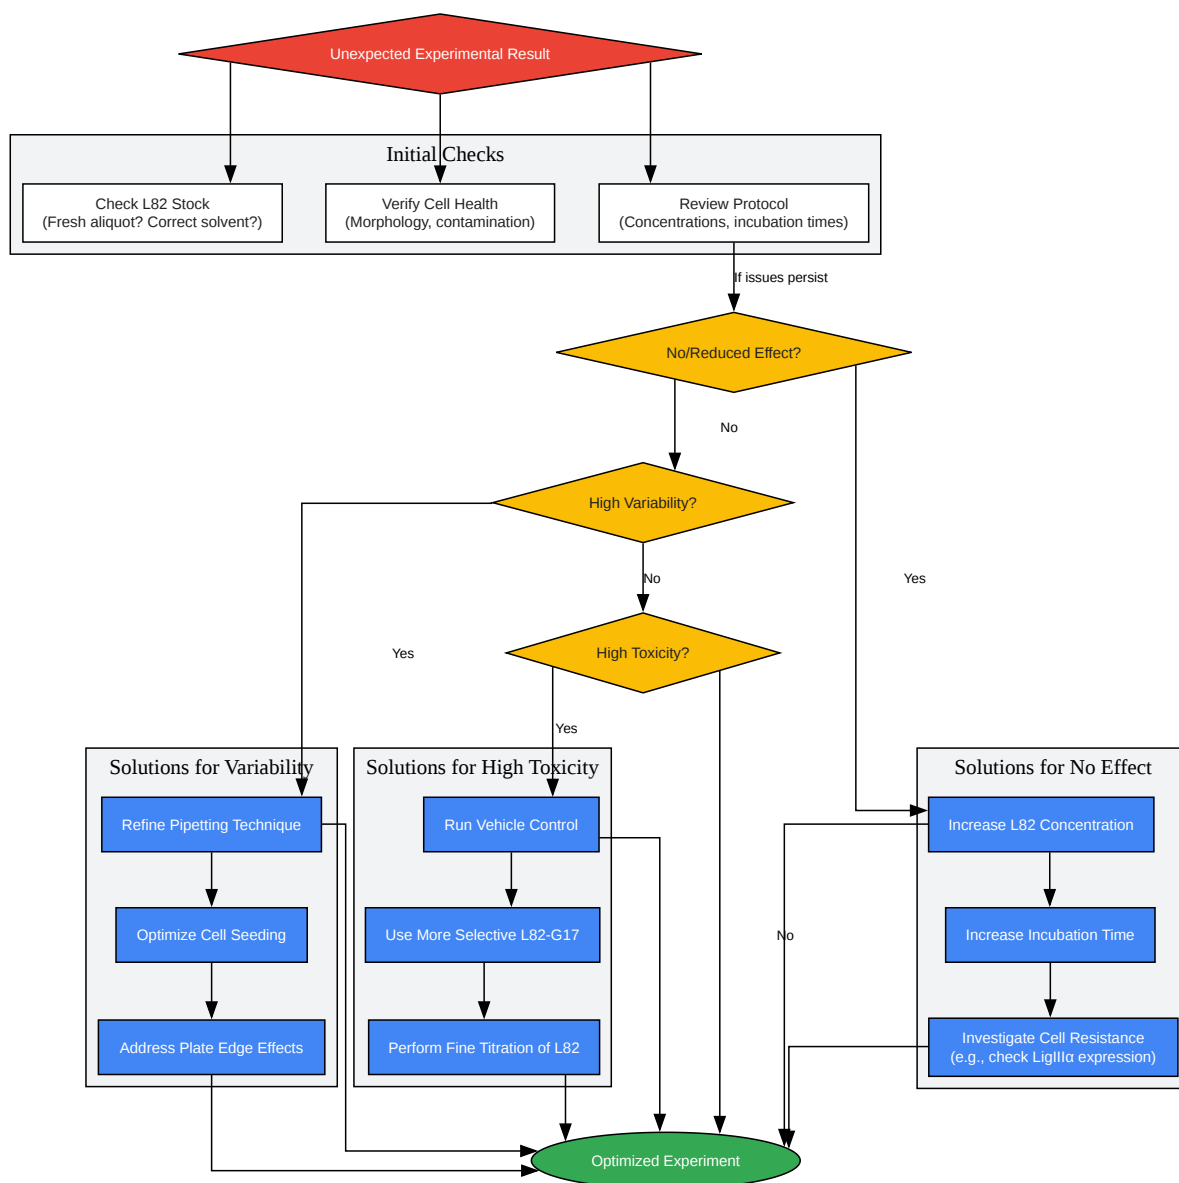 Unexpected Experimental Result
Initial Checks
Check L82 Stock
(Fresh aliquot? Correct solvent?)
Verify Cell Health
(Morphology, contamination)
Review Protocol
(Concentrations, incubation times)
If issues persist
No/Reduced Effect?
No
High Variability?
No
Yes
Yes
High Toxicity?
Yes
Solutions for Variability
Solutions for High Toxicity
Solutions for No Effect
Refine Pipetting Technique
Run Vehicle Control
Increase L82 Concentration
Optimize Cell Seeding
Use More Selective L82-G17
No
Increase Incubation Time
Address Plate Edge Effects
Perform Fine Titration of L82
Investigate Cell Resistance
(e.g., check LigIIIα expression)
Optimized Experiment